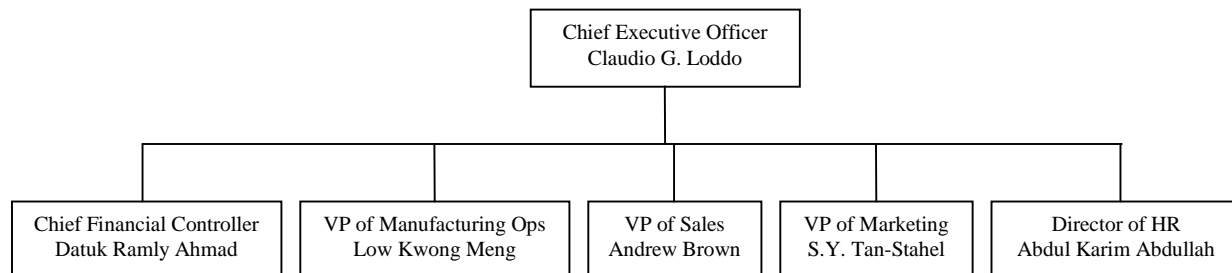 Chief Executive Officer
Claudio G. Loddo
Chief Financial Controller
Datuk Ramly Ahmad
VP of Manufacturing Ops
Low Kwong Meng
VP of Sales
Andrew Brown
VP of Marketing
S.Y. Tan-Stahel
Director of HR
Abdul Karim Abdullah